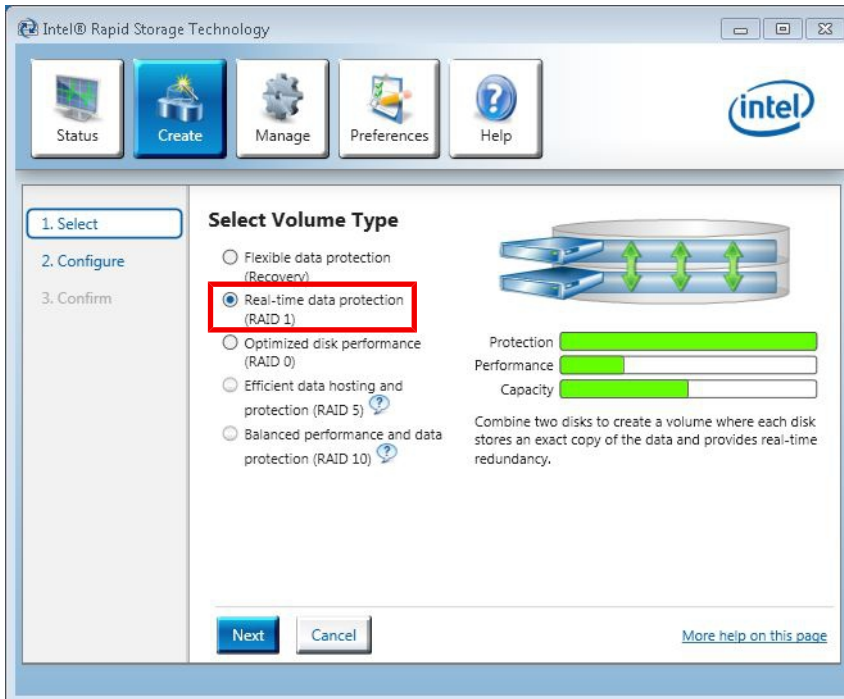 Intel® Rapid Storage Technology
Status
Create
Manage
Preferences
Help
intel
1. Select
2. Configure
3. Confirm
Select Volume Type
Flexible data protection
(Recovery)
Real-time data protection
(RAID 1)
Optimized disk performance
(RAID 0)
Efficient data hosting and
protection (RAID 5)
Balanced performance and data
protection (RAID 10)
Protection
Performance
Capacity
Combine two disks to create a volume where each disk
stores an exact copy of the data and provides real-time
redundancy.
Next
Cancel
More help on this page